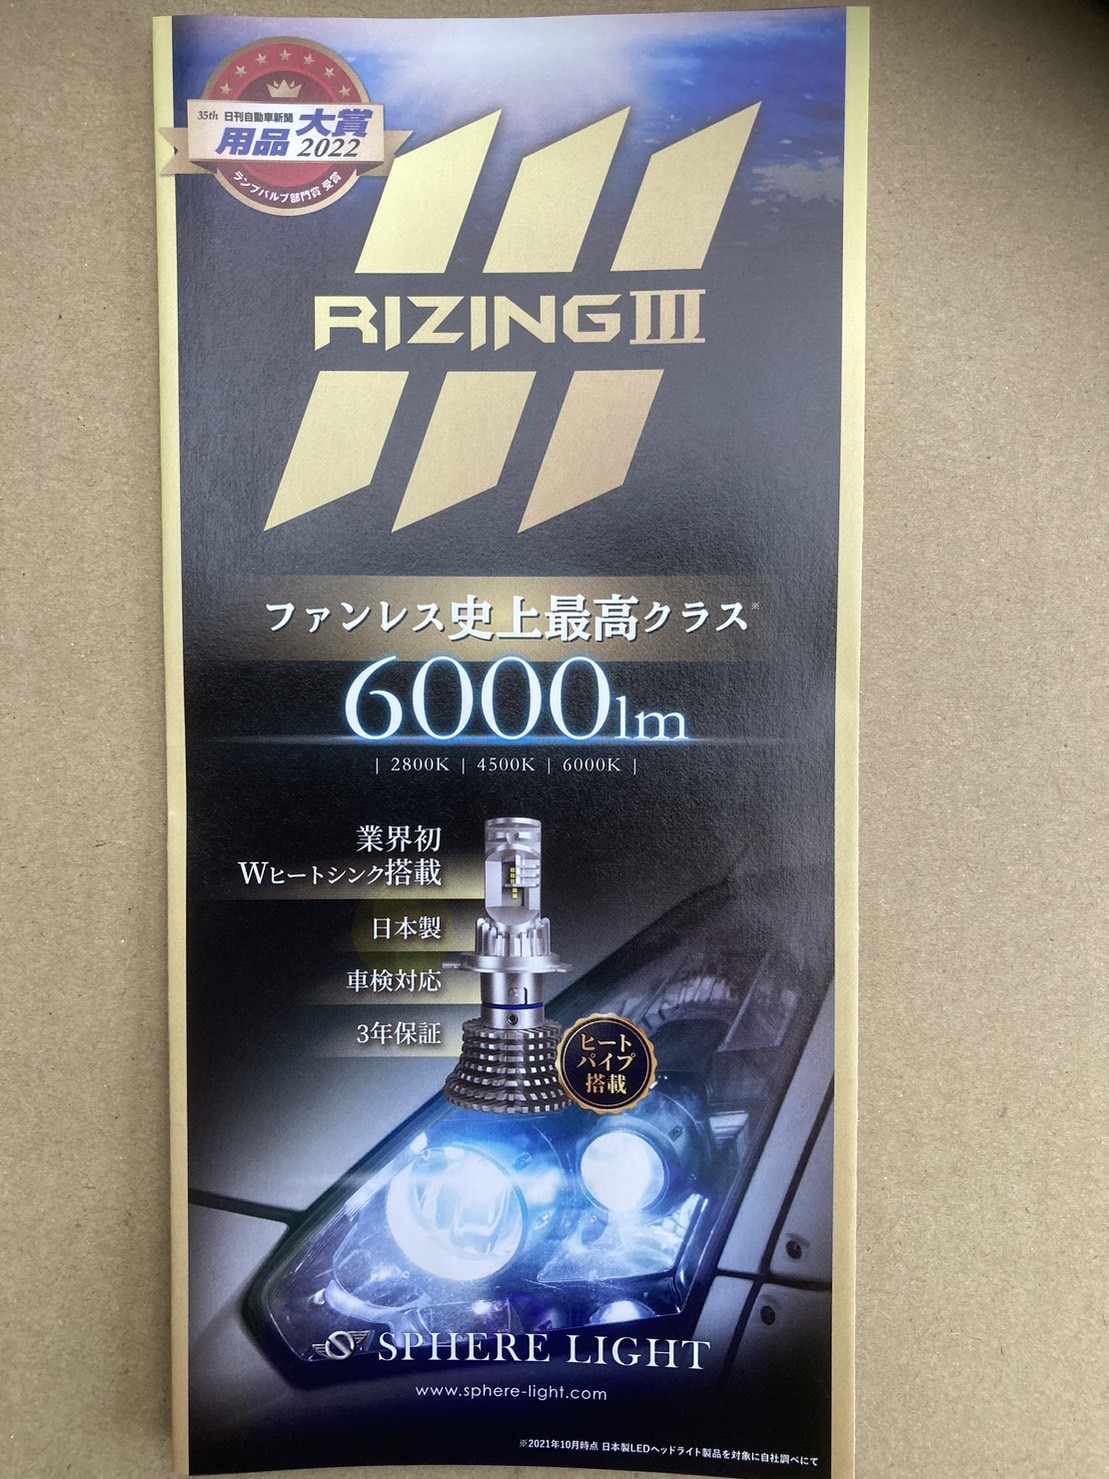 35th 日刊自動車新聞
用品大賞
2022
ランプバルブ部門賞 受賞
RIZINGⅢ
ファンレス史上最高クラス※
6000lm
| 2800K | 4500K | 6000K |
業界初
Wヒートシンク搭載
日本製
車検対応
3年保証
ヒート
パイプ
搭載
SPHERE LIGHT
www.sphere-light.com
※2021年10月時点 日本製LEDヘッドライト製品を対象に自社調べにて